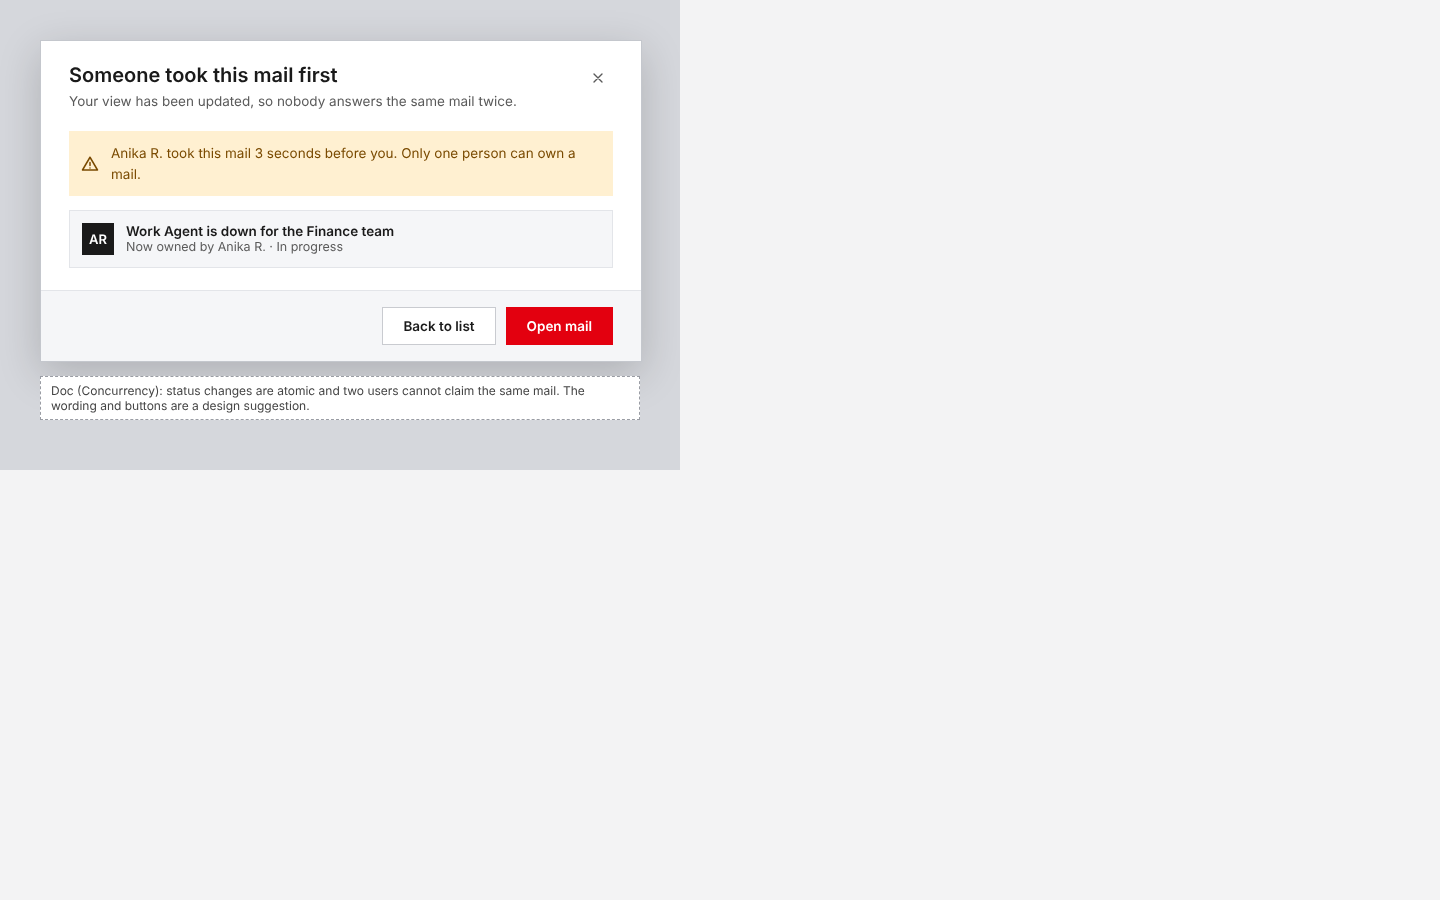 Someone took this mail first
Your view has been updated, so nobody answers the same mail twice.
Anika R. took this mail 3 seconds before you. Only one person can own a
mail.
AR
Work Agent is down for the Finance team
Now owned by Anika R. · In progress
Back to list
Open mail
Doc (Concurrency): status changes are atomic and two users cannot claim the same mail. The
wording and buttons are a design suggestion.